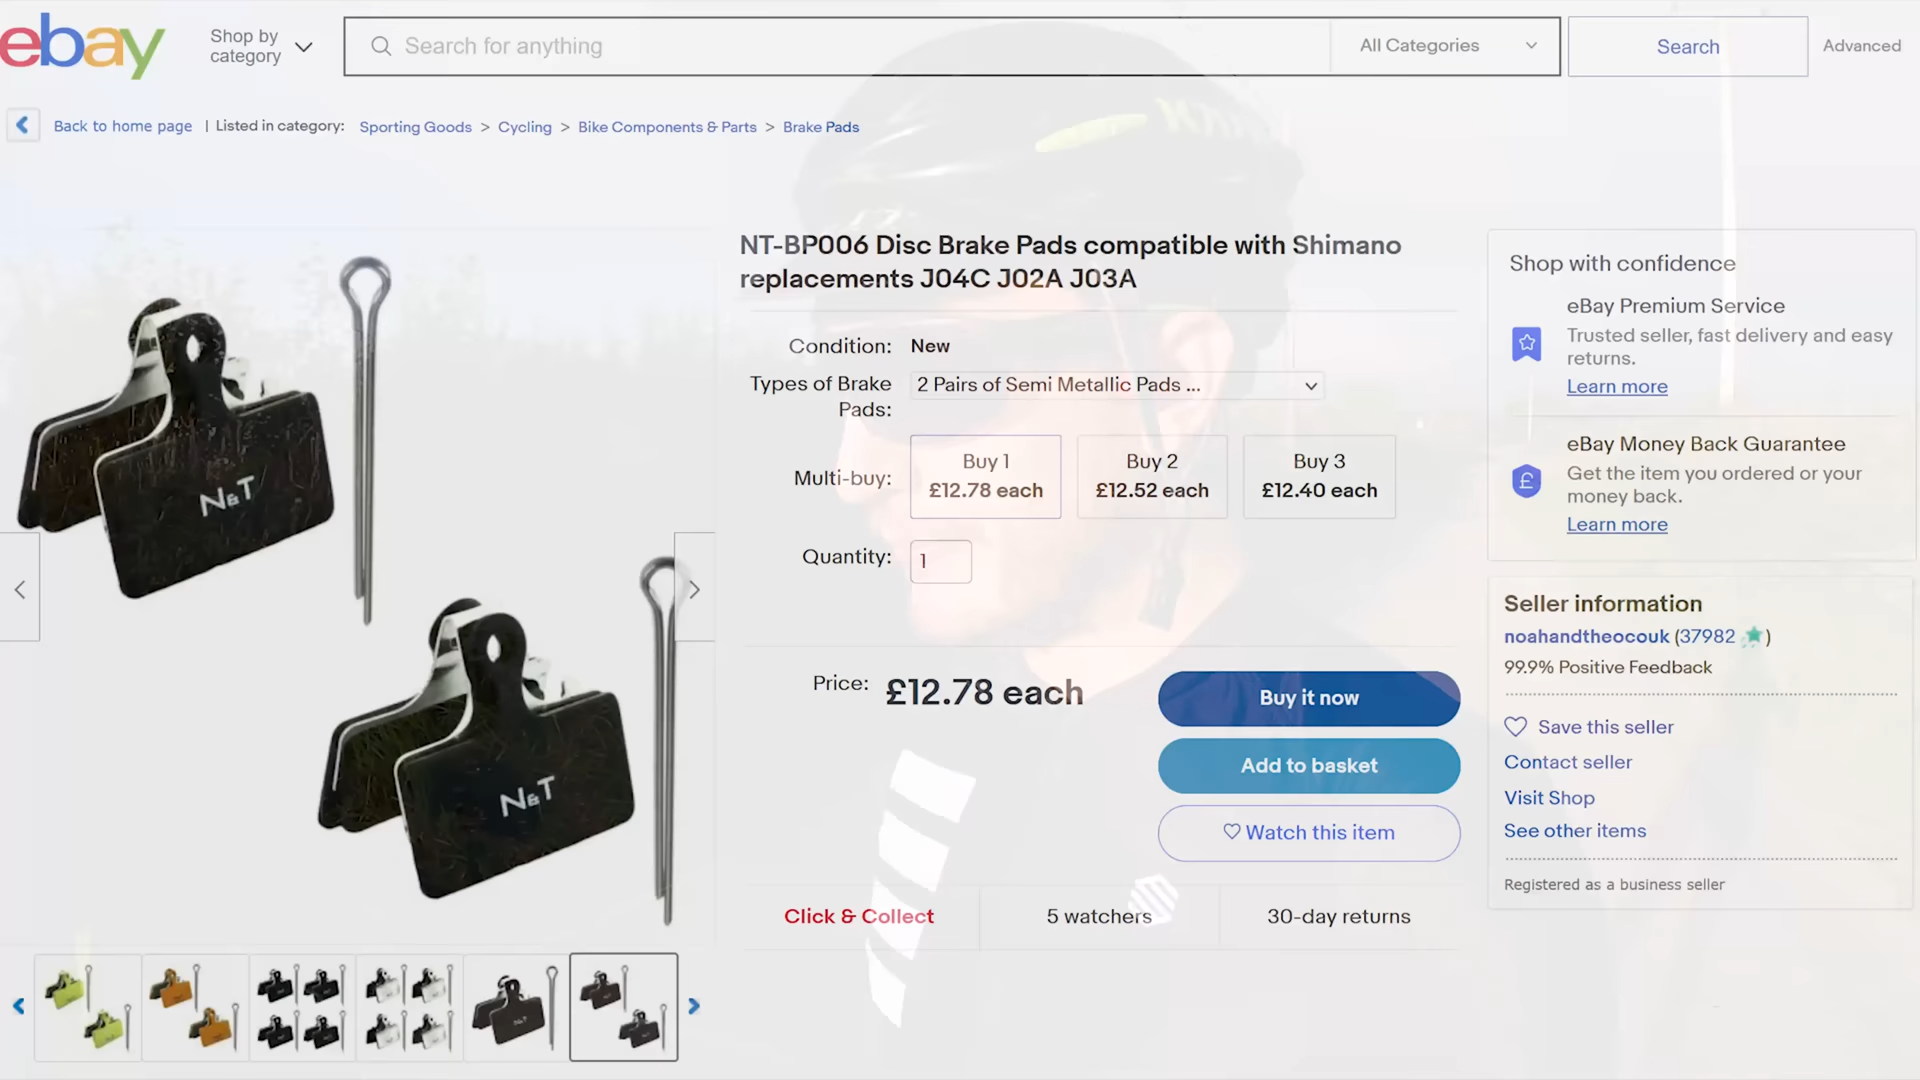 ebay
Shop by
category
Search for anything
All Categories
Search
Advanced
Back to home page | Listed in category: Sporting Goods > Cycling > Bike Components & Parts > Brake Pads
NT-BP006 Disc Brake Pads compatible with Shimano
replacements J04C J02A J03A
Condition: New
Types of Brake
Pads:
2 Pairs of Semi Metallic Pads ...
Multi-buy:
Buy 1
£12.78 each
Buy 2
£12.52 each
Buy 3
£12.40 each
Quantity: 1
Price: £12.78 each
Buy it now
Add to basket
Watch this item
Click & Collect
5 watchers
30-day returns
Shop with confidence
eBay Premium Service
Trusted seller, fast delivery and easy
returns.
Learn more
eBay Money Back Guarantee
Get the item you ordered or your
money back.
Learn more
Seller information
noahandtheocouk (37982)
99.9% Positive Feedback
Save this seller
Contact seller
Visit Shop
See other items
Registered as a business seller
N&T
N&T